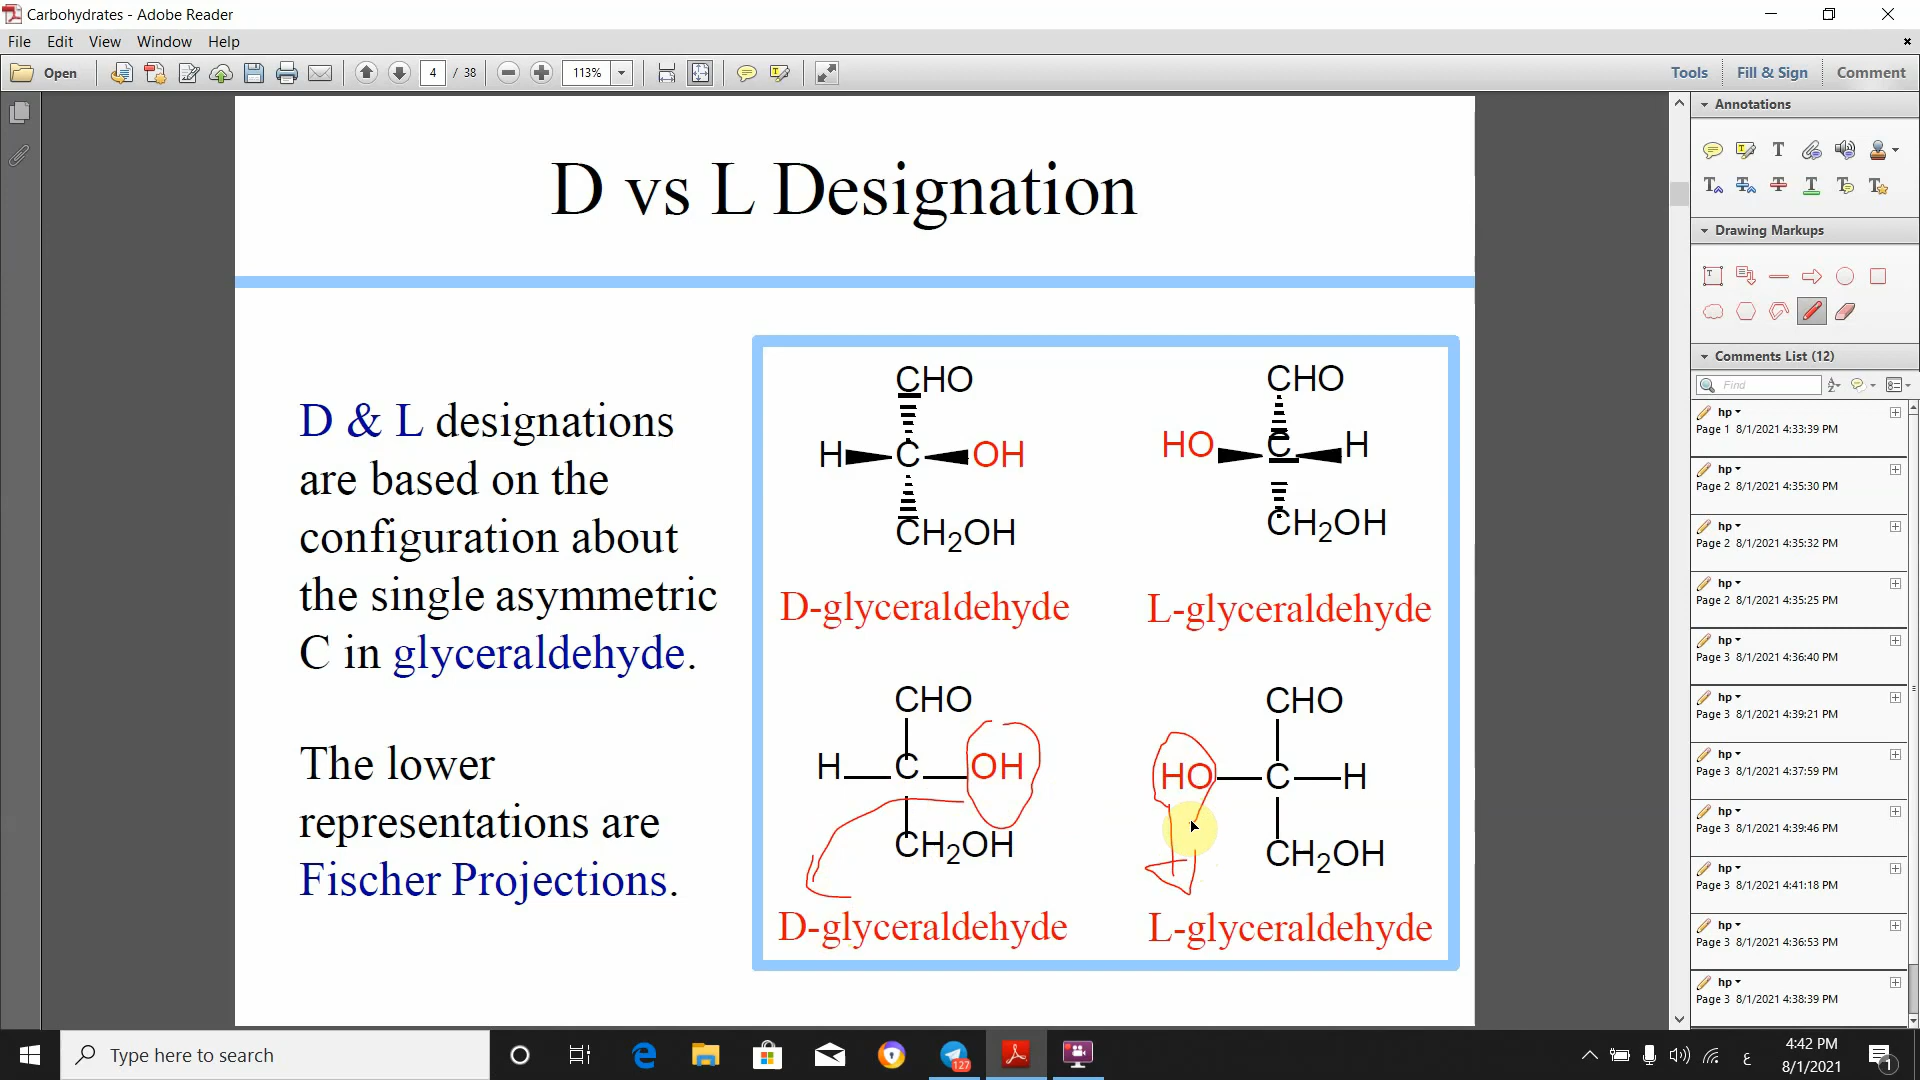 Carbohydrates - Adobe Reader
File Edit View Window Help
Open 4 / 38 113% Tools Fill & Sign Comment
D vs L Designation
D & L designations
are based on the
configuration about
the single asymmetric
C in glyceraldehyde.
The lower
representations are
Fischer Projections.
CHO
H C OH
CH2OH
D-glyceraldehyde
CHO
HO C H
CH2OH
L-glyceraldehyde
CHO
H C OH
CH2OH
D-glyceraldehyde
CHO
HO C H
CH2OH
L-glyceraldehyde
Annotations
Drawing Markups
Comments List (12)
Find
hp
Page 1 8/1/2021 4:33:39 PM
hp
Page 2 8/1/2021 4:35:30 PM
hp
Page 2 8/1/2021 4:35:32 PM
hp
Page 2 8/1/2021 4:35:25 PM
hp
Page 3 8/1/2021 4:36:40 PM
hp
Page 3 8/1/2021 4:39:21 PM
hp
Page 3 8/1/2021 4:37:59 PM
hp
Page 3 8/1/2021 4:39:46 PM
hp
Page 3 8/1/2021 4:41:18 PM
hp
Page 3 8/1/2021 4:36:53 PM
hp
Page 3 8/1/2021 4:38:39 PM
Type here to search
127
ع
4:42 PM
8/1/2021
1